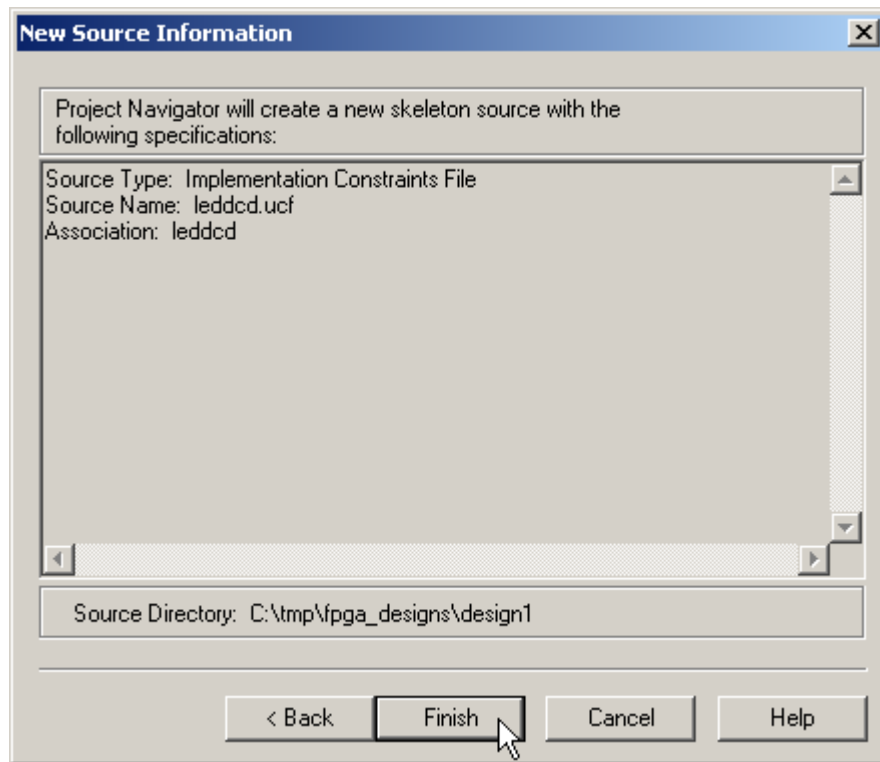 New Source Information
Project Navigator will create a new skeleton source with the
following specifications:
Source Type:  Implementation Constraints File
Source Name:  leddcd.ucf
Association:  leddcd
Source Directory:  C:\tmp\fpga_designs\design1
< Back
Finish
Cancel
Help